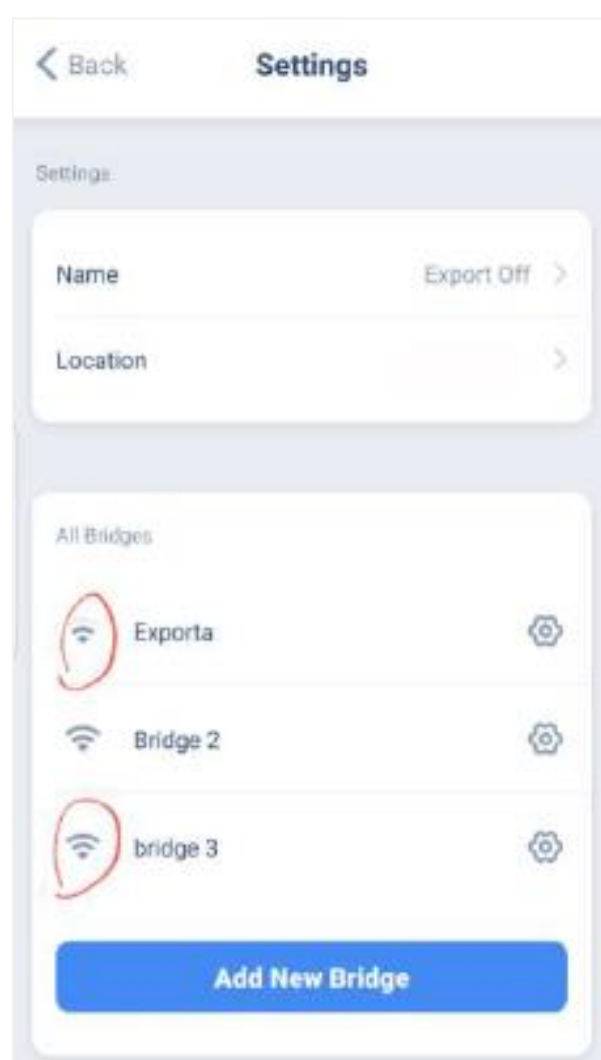 Back Settings
Settings
Name Export Off
Location
All Bridges
Exporta
Bridge 2
bridge 3
Add New Bridge